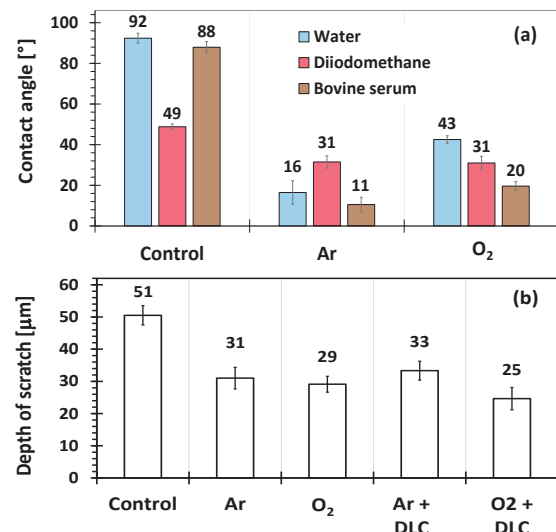 100
80
60
40
20
0
Contact angle [°]
(a)
Water
Diiodomethane
Bovine serum
92
49
88
16
31
11
43
31
20
Control
Ar
O₂
60
50
40
30
20
10
0
Depth of scratch [µm]
(b)
51
31
29
33
25
Control
Ar
O₂
Ar +
DLC
O2 +
DLC